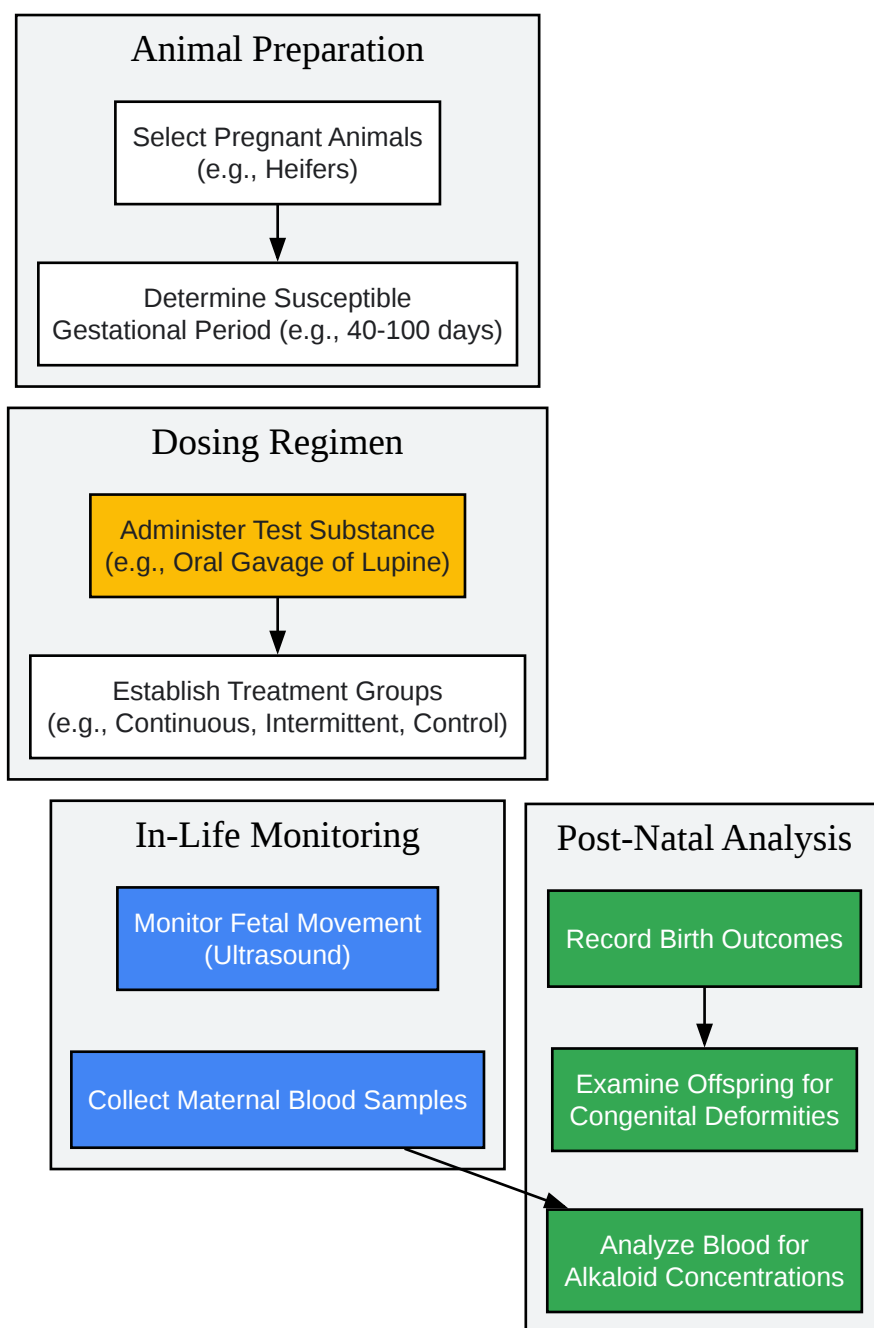 Animal Preparation
Select Pregnant Animals
(e.g., Heifers)
Determine Susceptible
Gestational Period (e.g., 40-100 days)
Dosing Regimen
Administer Test Substance
(e.g., Oral Gavage of Lupine)
Establish Treatment Groups
(e.g., Continuous, Intermittent, Control)
In-Life Monitoring
Monitor Fetal Movement
(Ultrasound)
Collect Maternal Blood Samples
Post-Natal Analysis
Record Birth Outcomes
Examine Offspring for
Congenital Deformities
Analyze Blood for
Alkaloid Concentrations